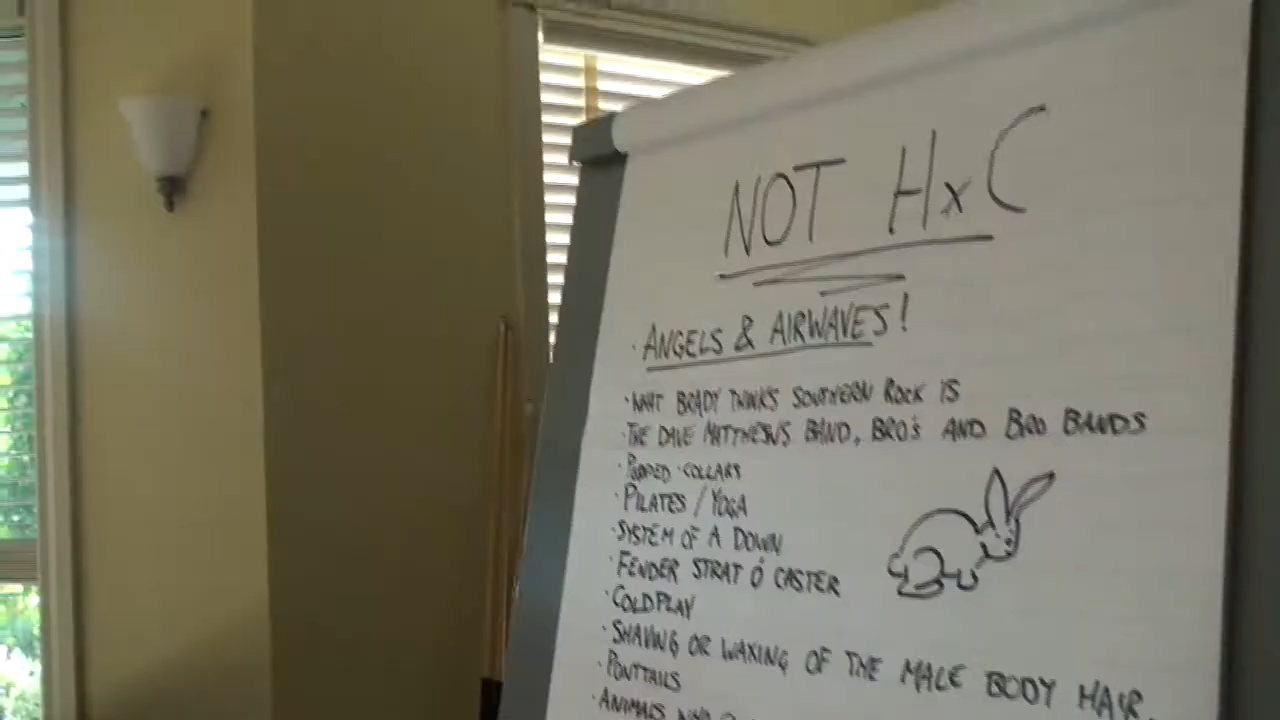 NOT HxC
· ANGELS & AIRWAVES!
· WHAT BRADY THINKS SOUTHERN ROCK IS
· THE DAVE MATTHEWS BAND, BRO'S AND BRO BANDS
· POPPED COLLARS
· PILATES / YOGA
· SYSTEM OF A DOWN
· FENDER STRAT O' CASTER
· COLDPLAY
· SHAVING OR WAXING OF THE MALE BODY HAIR.
· PONYTAILS
· ANIMALS